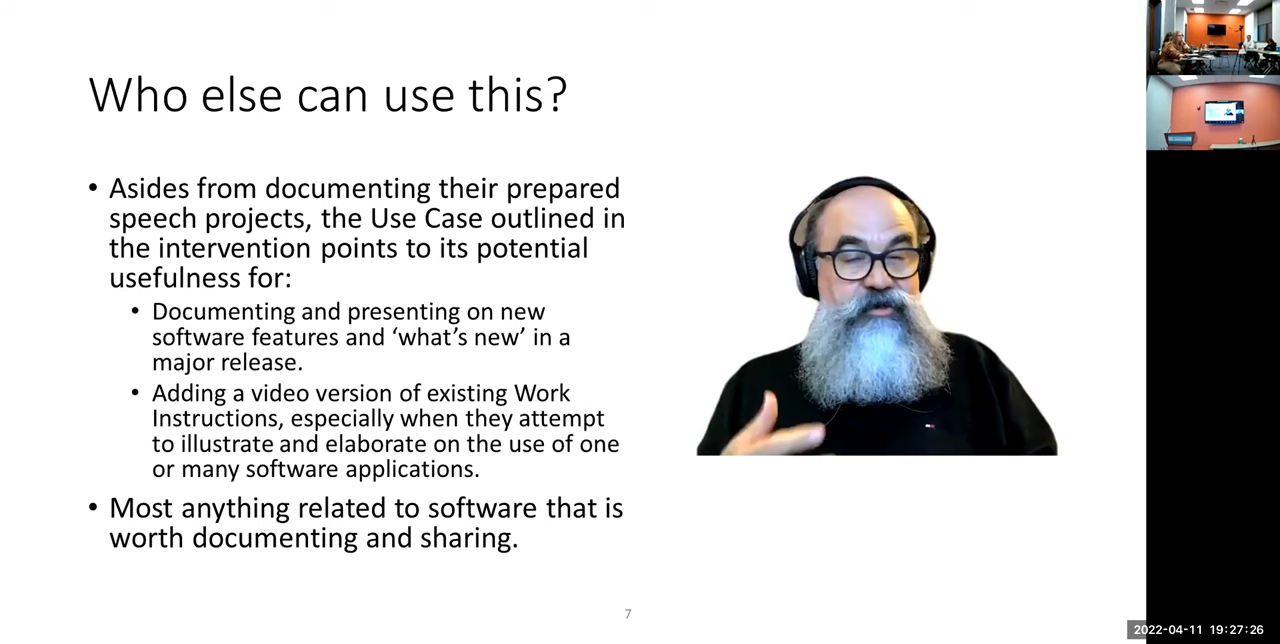 Who else can use this?
• Asides from documenting their prepared
speech projects, the Use Case outlined in
the intervention points to its potential
usefulness for:
• Documenting and presenting on new
software features and ‘what’s new’ in a
major release.
• Adding a video version of existing Work
Instructions, especially when they attempt
to illustrate and elaborate on the use of one
or many software applications.
• Most anything related to software that is
worth documenting and sharing.
7
2022-04-11 19:27:26